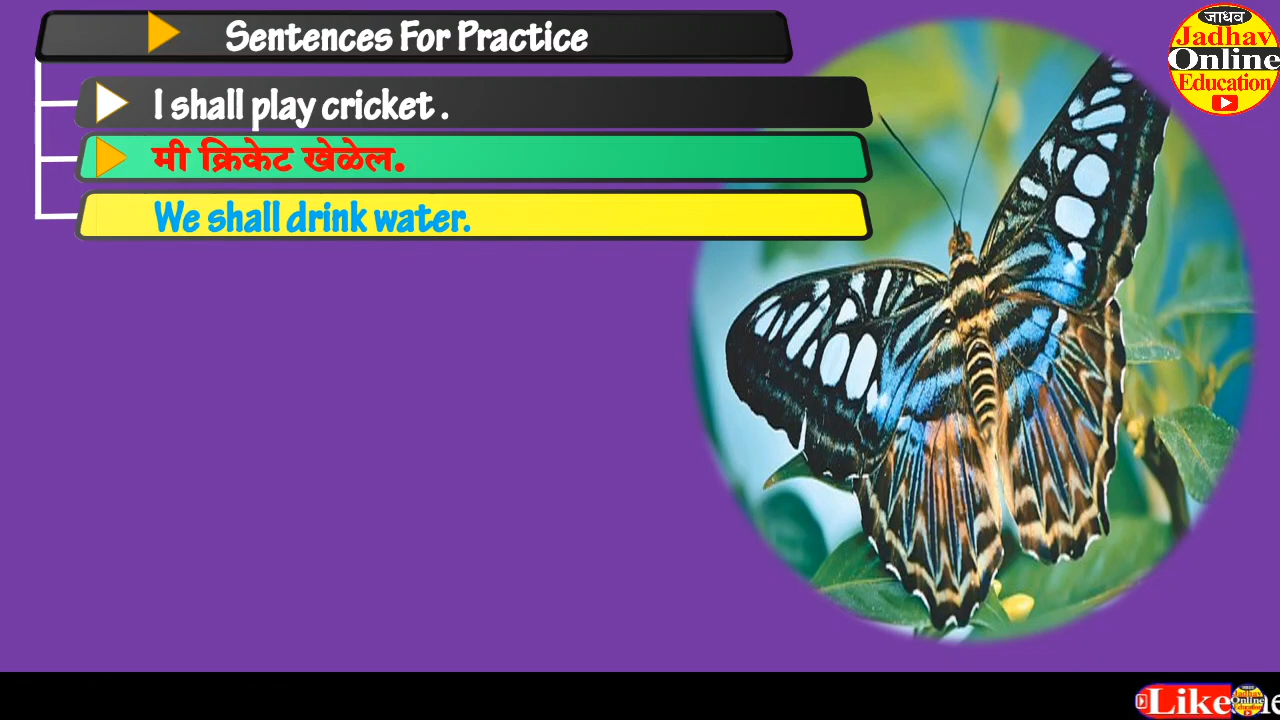 Sentences For Practice
I shall play cricket .
मी क्रिकेट खेळेल.
We shall drink water.
जाधव
Jadhav
Online
Education
Like